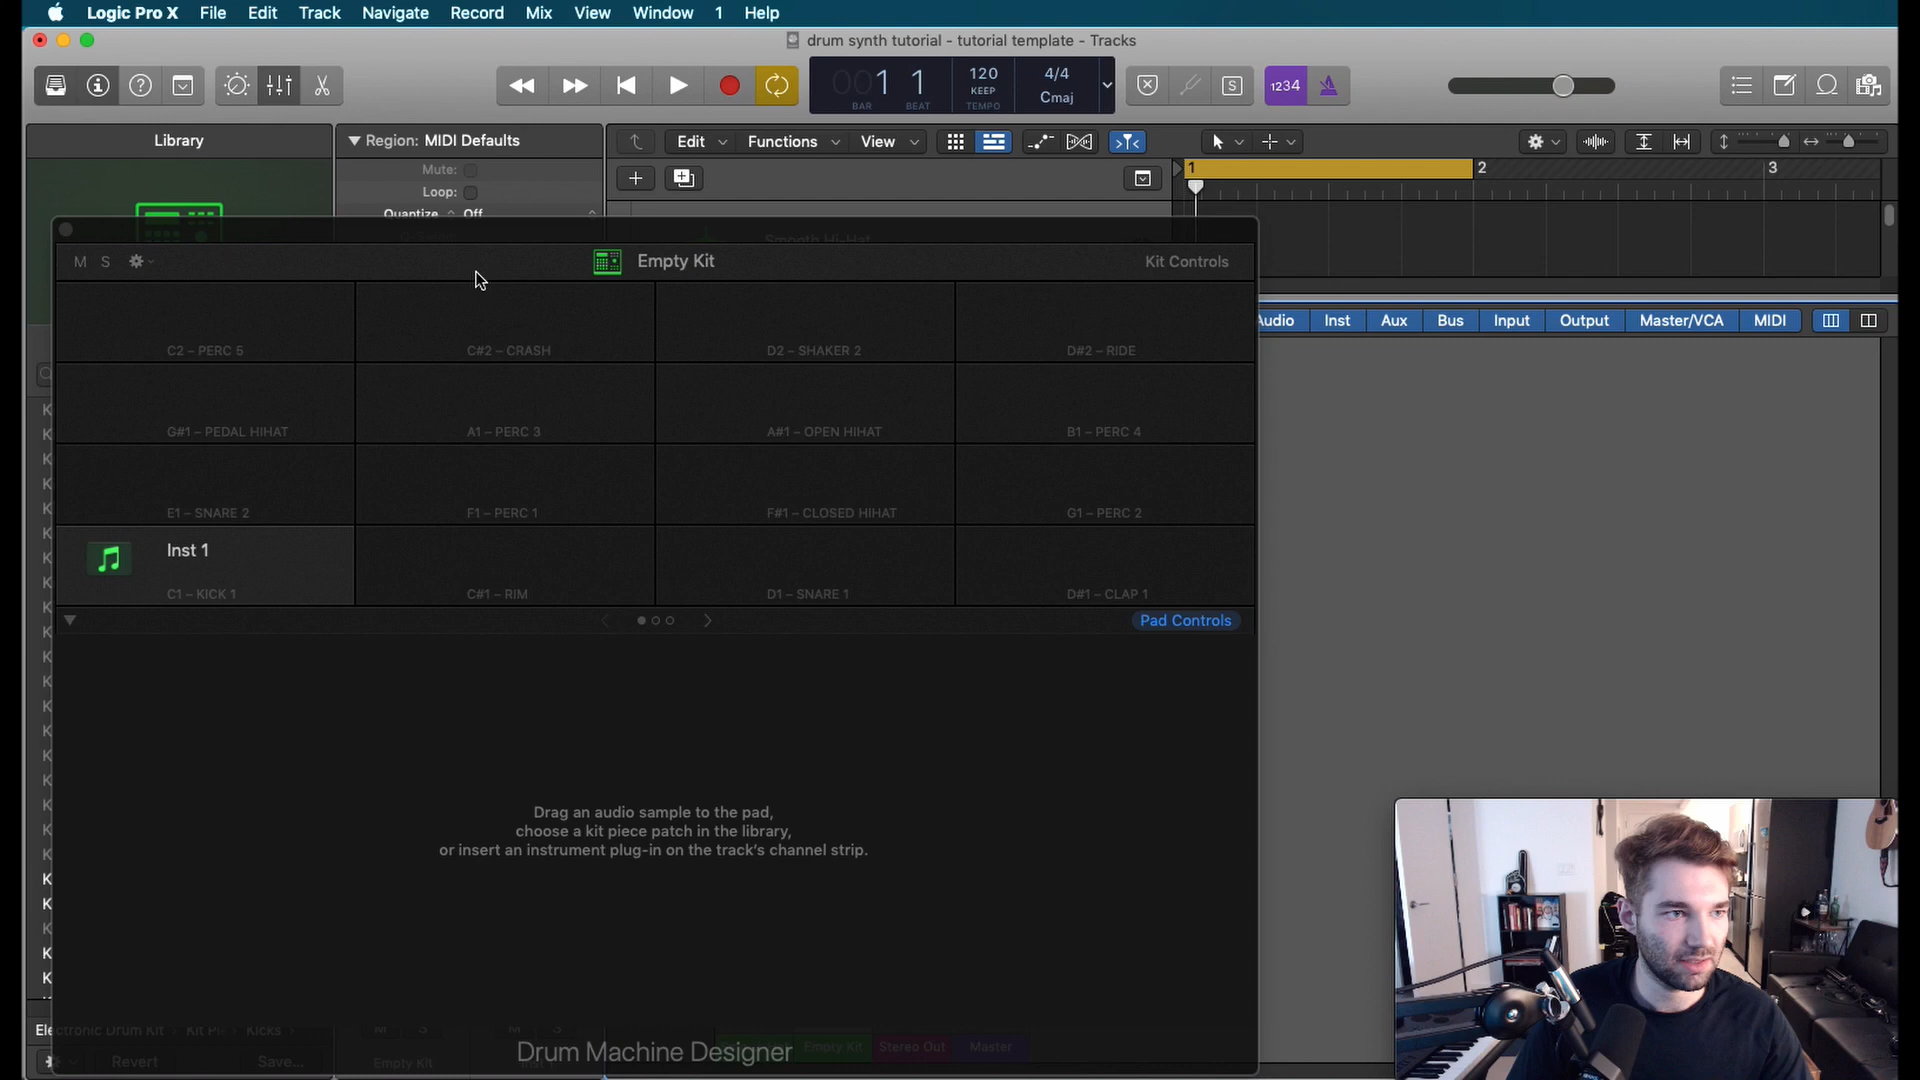 Logic Pro X File Edit Track Navigate Record Mix View Window 1 Help
drum synth tutorial - tutorial template - Tracks
001 1
BAR BEAT
120
KEEP
TEMPO
4/4
Cmaj
S
1234
Library
Region: MIDI Defaults
Mute:
Loop:
Quantize Off
Edit Functions View
1 2 3
Smooth Hi-Hat
M S
Empty Kit
Kit Controls
C2 – PERC 5
C#2 – CRASH
D2 – SHAKER 2
D#2 – RIDE
G#1 – PEDAL HIHAT
A1 – PERC 3
A#1 – OPEN HIHAT
B1 – PERC 4
E1 – SNARE 2
F1 – PERC 1
F#1 – CLOSED HIHAT
G1 – PERC 2
Inst 1
C1 – KICK 1
C#1 – RIM
D1 – SNARE 1
D#1 – CLAP 1
Pad Controls
Audio Inst Aux Bus Input Output Master/VCA MIDI
Drag an audio sample to the pad,
choose a kit piece patch in the library,
or insert an instrument plug-in on the track's channel strip.
Electronic Drum Kit Kicks
M S M S
Revert Save...
Empty Kit Inst 1
Empty Kit Stereo Out Master
Drum Machine Designer